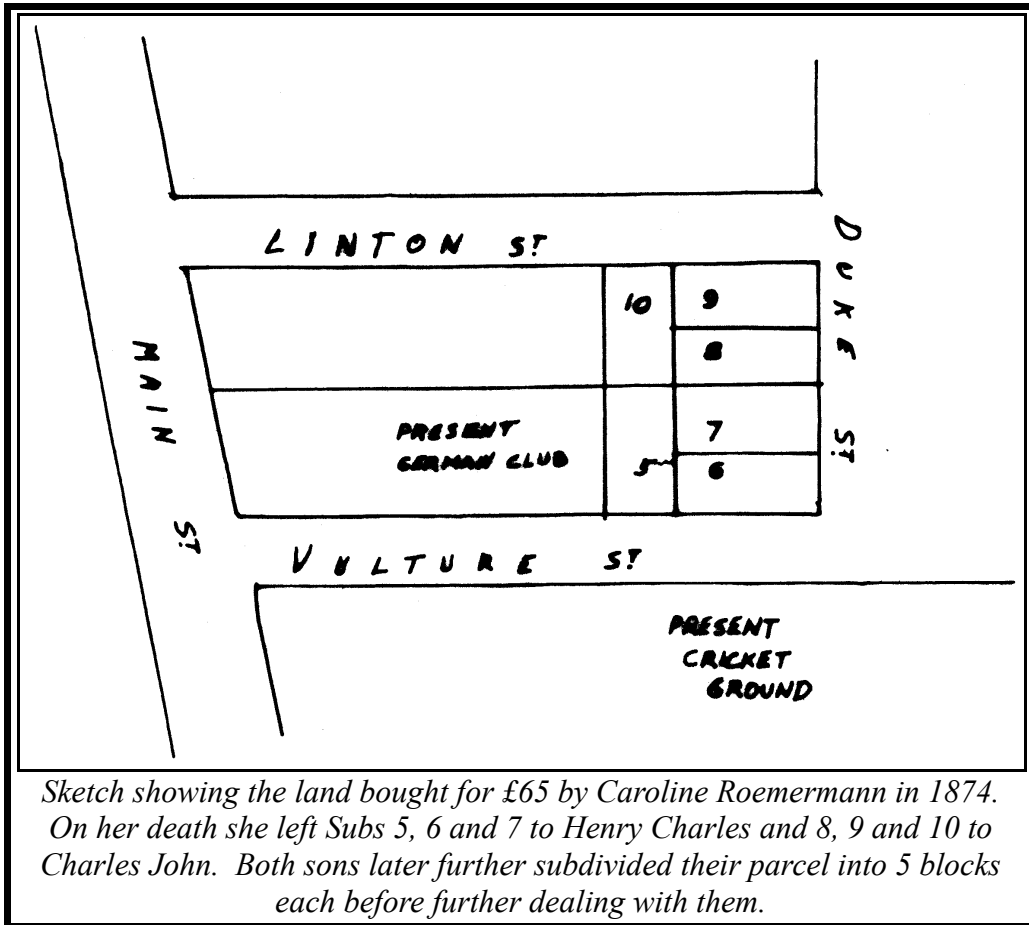 LINTON ST
DUKE ST
10
9
8
MAIN ST
PRESENT
GERMAN CLUB
7
5
6
VULTURE ST
PRESENT
CRICKET
GROUND
Sketch showing the land bought for £65 by Caroline Roemermann in 1874.
On her death she left Subs 5, 6 and 7 to Henry Charles and 8, 9 and 10 to
Charles John.  Both sons later further subdivided their parcel into 5 blocks
each before further dealing with them.